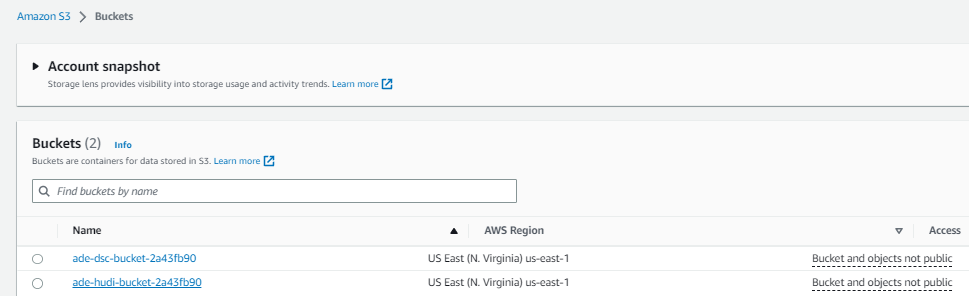 Amazon S3 > Buckets
Account snapshot
Storage lens provides visibility into storage usage and activity trends. Learn more
Buckets (2) Info
Buckets are containers for data stored in S3. Learn more
Find buckets by name
Name AWS Region Access
ade-dsc-bucket-2a43fb90 US East (N. Virginia) us-east-1 Bucket and objects not public
ade-hudi-bucket-2a43fb90 US East (N. Virginia) us-east-1 Bucket and objects not public